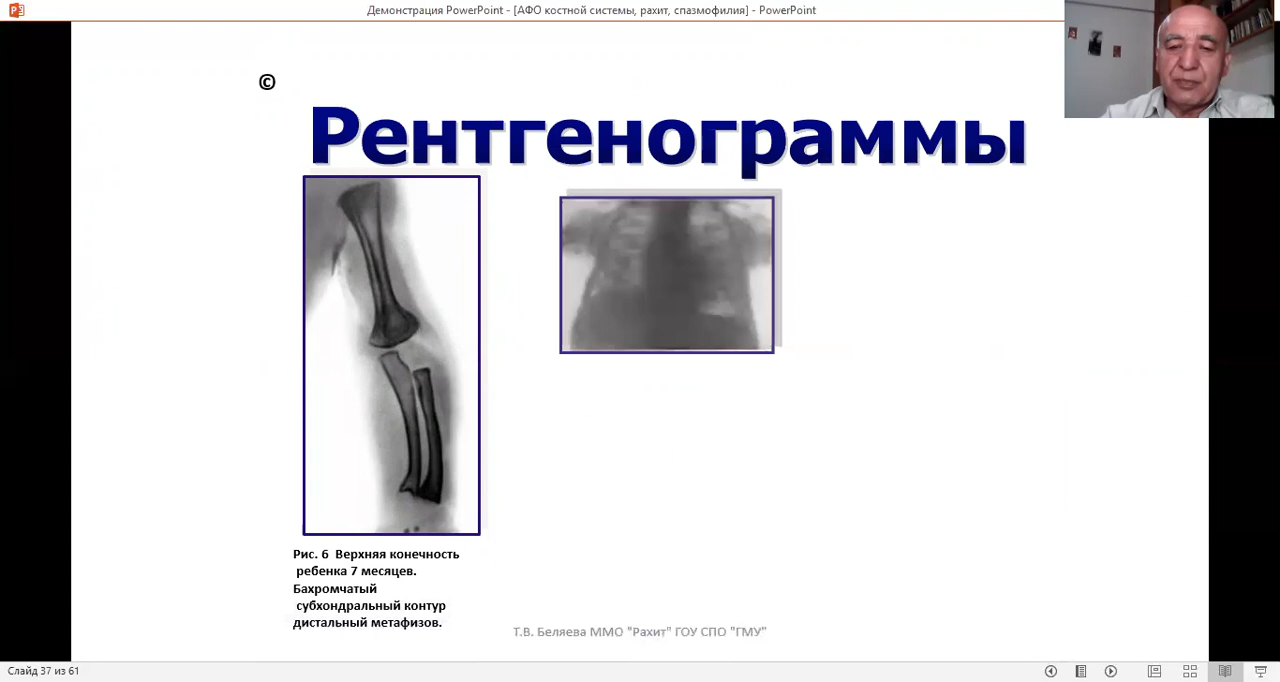 Демонстрация PowerPoint - [АФО костной системы, рахит, спазмофилия] - PowerPoint
©
Рентгенограммы
Рис. 6 Верхняя конечность
ребенка 7 месяцев.
Бахромчатый
субхондральный контур
дистальный метафизов.
Т.В. Беляева ММО "Рахит" ГОУ СПО "ГМУ"
Слайд 37 из 61